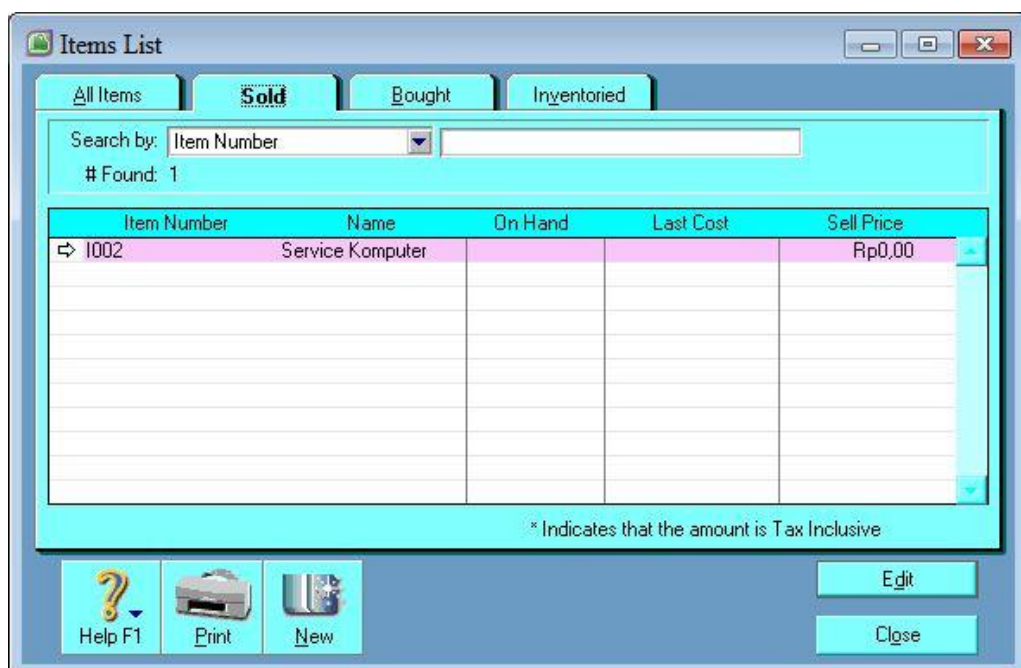 Items List
All Items Sold Bought Inventoried
Search by: Item Number
# Found: 1
Item Number Name On Hand Last Cost Sell Price
I002 Service Komputer Rp0,00
* Indicates that the amount is Tax Inclusive
Help F1 Print New
Edit
Close